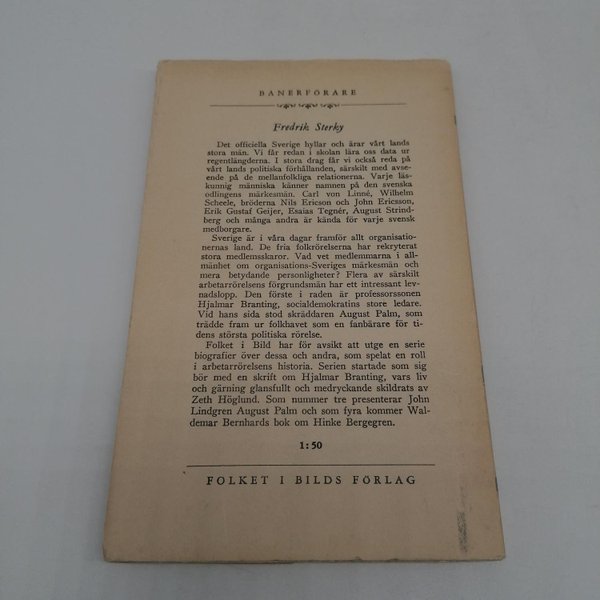 BANERFÖRARE
Fredrik Sterky
Det officiella Sverige hyllar och ärar vårt lands
stora män. Vi får redan i skolan lära oss data ur
regentlängderna. I stora drag får vi också reda på
vårt lands politiska förhållanden, särskilt med avse-
ende på de mellanfolkliga relationerna. Varje läs-
kunnig människa känner namnen på den svenska
odlingens märkesmän. Carl von Linné, Wilhelm
Scheele, bröderna Nils Ericson och John Ericsson,
Erik Gustaf Geijer, Esaias Tegnér, August Strind-
berg och många andra är kända för varje svensk
medborgare.
Sverige är i våra dagar framför allt organisatio-
nernas land. De fria folkrörelserna har rekryterat
stora medlemsskaror. Vad vet medlemmarna i all-
mänhet om organisations-Sveriges märkesmän och
mera betydande personligheter? Flera av särskilt
arbetarrörelsens förgrundsmän har ett intressant lev-
nadslopp. Den förste i raden är professorssonen
Hjalmar Branting, socialdemokratins store ledare.
Vid hans sida stod skräddaren August Palm, som
trädde fram ur folkhavet som en fanbärare för ti-
dens största politiska rörelse.
Folket i Bild har för avsikt att utge en serie
biografier över dessa och andra, som spelat en roll
i arbetarrörelsens historia. Serien startade som sig
bör med en skrift om Hjalmar Branting, vars liv
och gärning glansfullt och medryckande skildrats av
Zeth Höglund. Som nummer tre presenterar John
Lindgren August Palm och som fyra kommer Wal-
demar Bernhards bok om Hinke Bergegren.
1:50
FOLKET I BILDS FÖRLAG